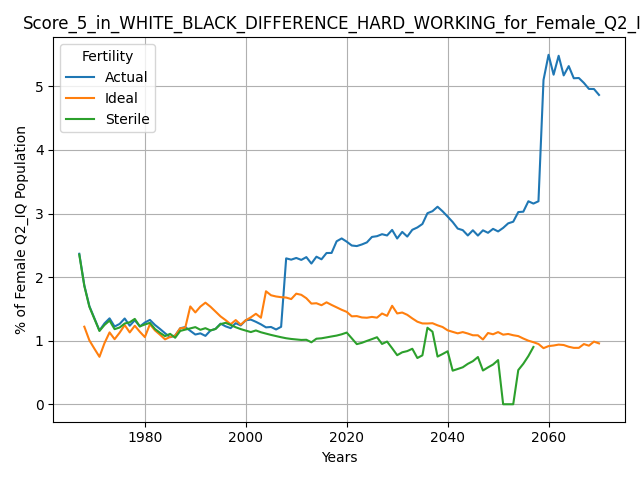 Score_5_in_WHITE_BLACK_DIFFERENCE_HARD_WORKING_for_Female_Q2_I
Fertility
Actual
Ideal
Sterile
% of Female Q2_IQ Population
5
4
3
2
1
0
1980 2000 2020 2040 2060
Years